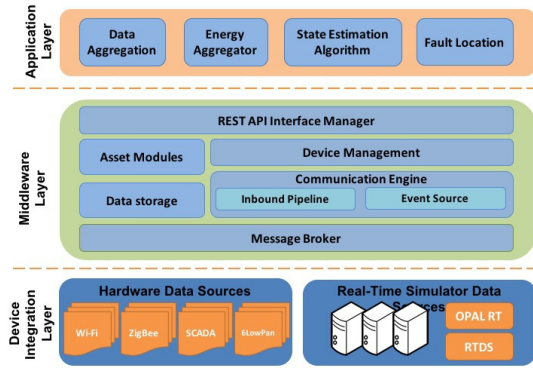 Application Layer
Data Aggregation
Energy Aggregator
State Estimation Algorithm
Fault Location
Middleware Layer
REST API Interface Manager
Asset Modules
Device Management
Data storage
Communication Engine
Inbound Pipeline
Event Source
Message Broker
Device Integration Layer
Hardware Data Sources
Wi-Fi
ZigBee
SCADA
6LowPan
Real-Time Simulator Data
Sources
OPAL RT
RTDS